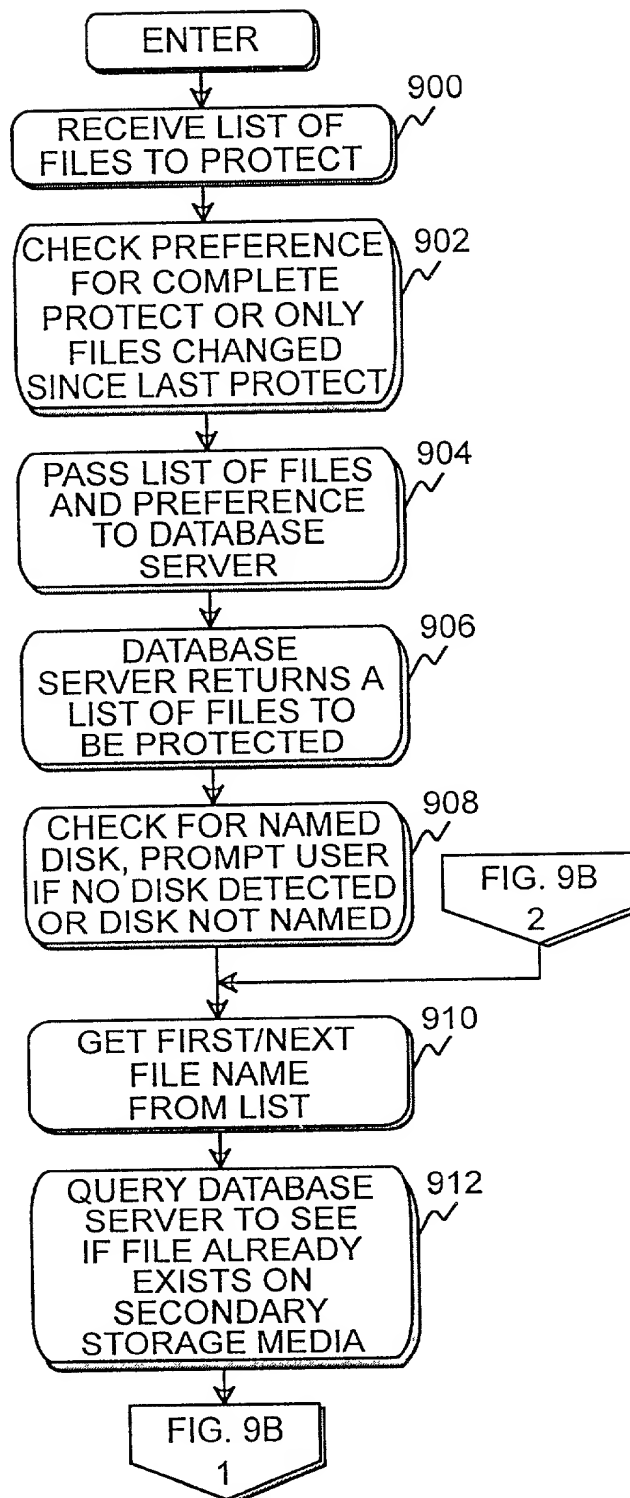 ENTER
900
RECEIVE LIST OF
FILES TO PROTECT
902
CHECK PREFERENCE
FOR COMPLETE
PROTECT OR ONLY
FILES CHANGED
SINCE LAST PROTECT
904
PASS LIST OF FILES
AND PREFERENCE
TO DATABASE
SERVER
906
DATABASE
SERVER RETURNS A
LIST OF FILES TO
BE PROTECTED
908
CHECK FOR NAMED
DISK, PROMPT USER
IF NO DISK DETECTED
OR DISK NOT NAMED
FIG. 9B
2
910
GET FIRST/NEXT
FILE NAME
FROM LIST
912
QUERY DATABASE
SERVER TO SEE
IF FILE ALREADY
EXISTS ON
SECONDARY
STORAGE MEDIA
FIG. 9B
1